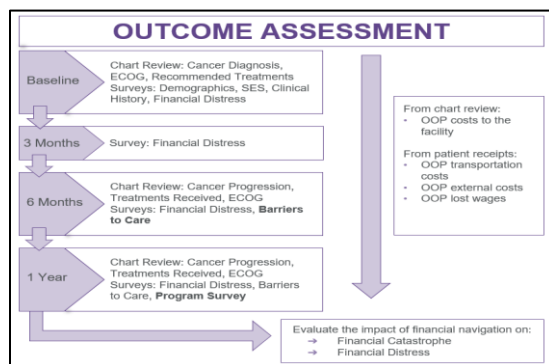 OUTCOME ASSESSMENT
Baseline
Chart Review: Cancer Diagnosis,
ECOG, Recommended Treatments
Surveys: Demographics, SES, Clinical
History, Financial Distress
3 Months
Survey: Financial Distress
6 Months
Chart Review: Cancer Progression,
Treatments Received, ECOG
Surveys: Financial Distress, Barriers
to Care
1 Year
Chart Review: Cancer Progression,
Treatments Received, ECOG
Surveys: Financial Distress, Barriers
to Care, Program Survey
From chart review:
• OOP costs to the
facility
From patient receipts:
• OOP transportation
costs
• OOP external costs
• OOP lost wages
Evaluate the impact of financial navigation on:
➔ Financial Catastrophe
➔ Financial Distress